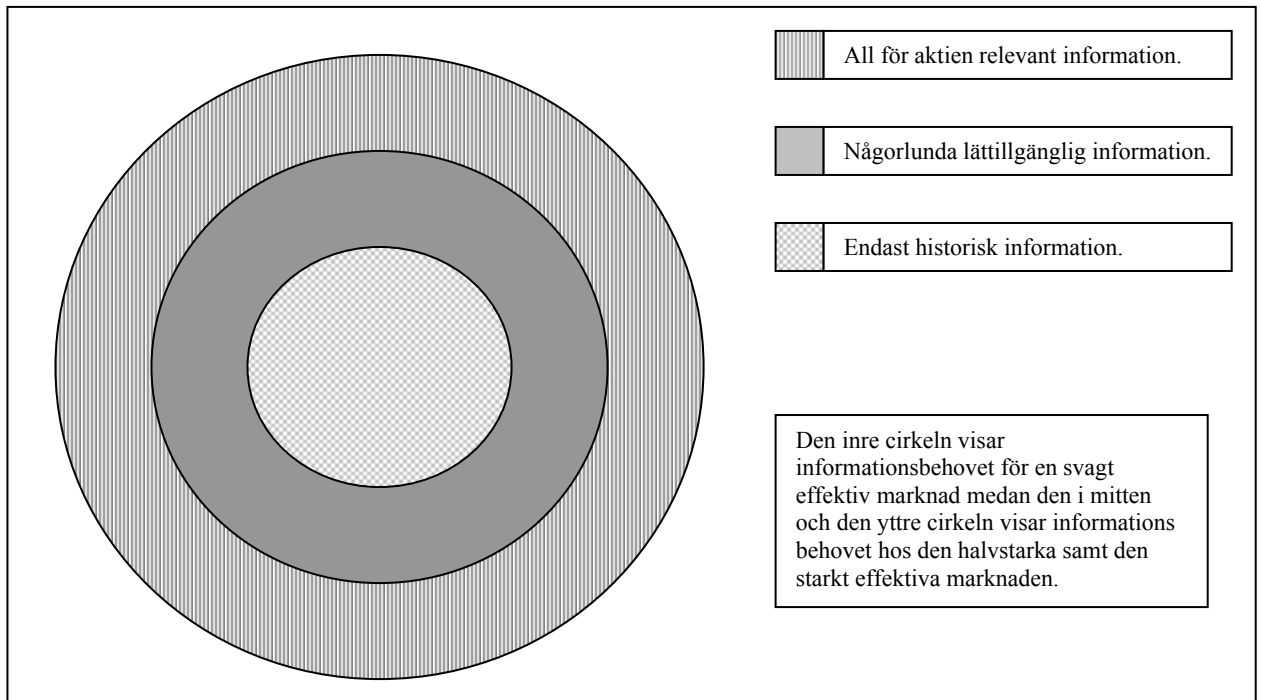 All för aktien relevant information.
Någorlunda lättillgänglig information.
Endast historisk information.
Den inre cirkeln visar
informationsbehovet för en svagt
effektiv marknad medan den i mitten
och den yttre cirkeln visar informations
behovet hos den halvstarka samt den
starkt effektiva marknaden.